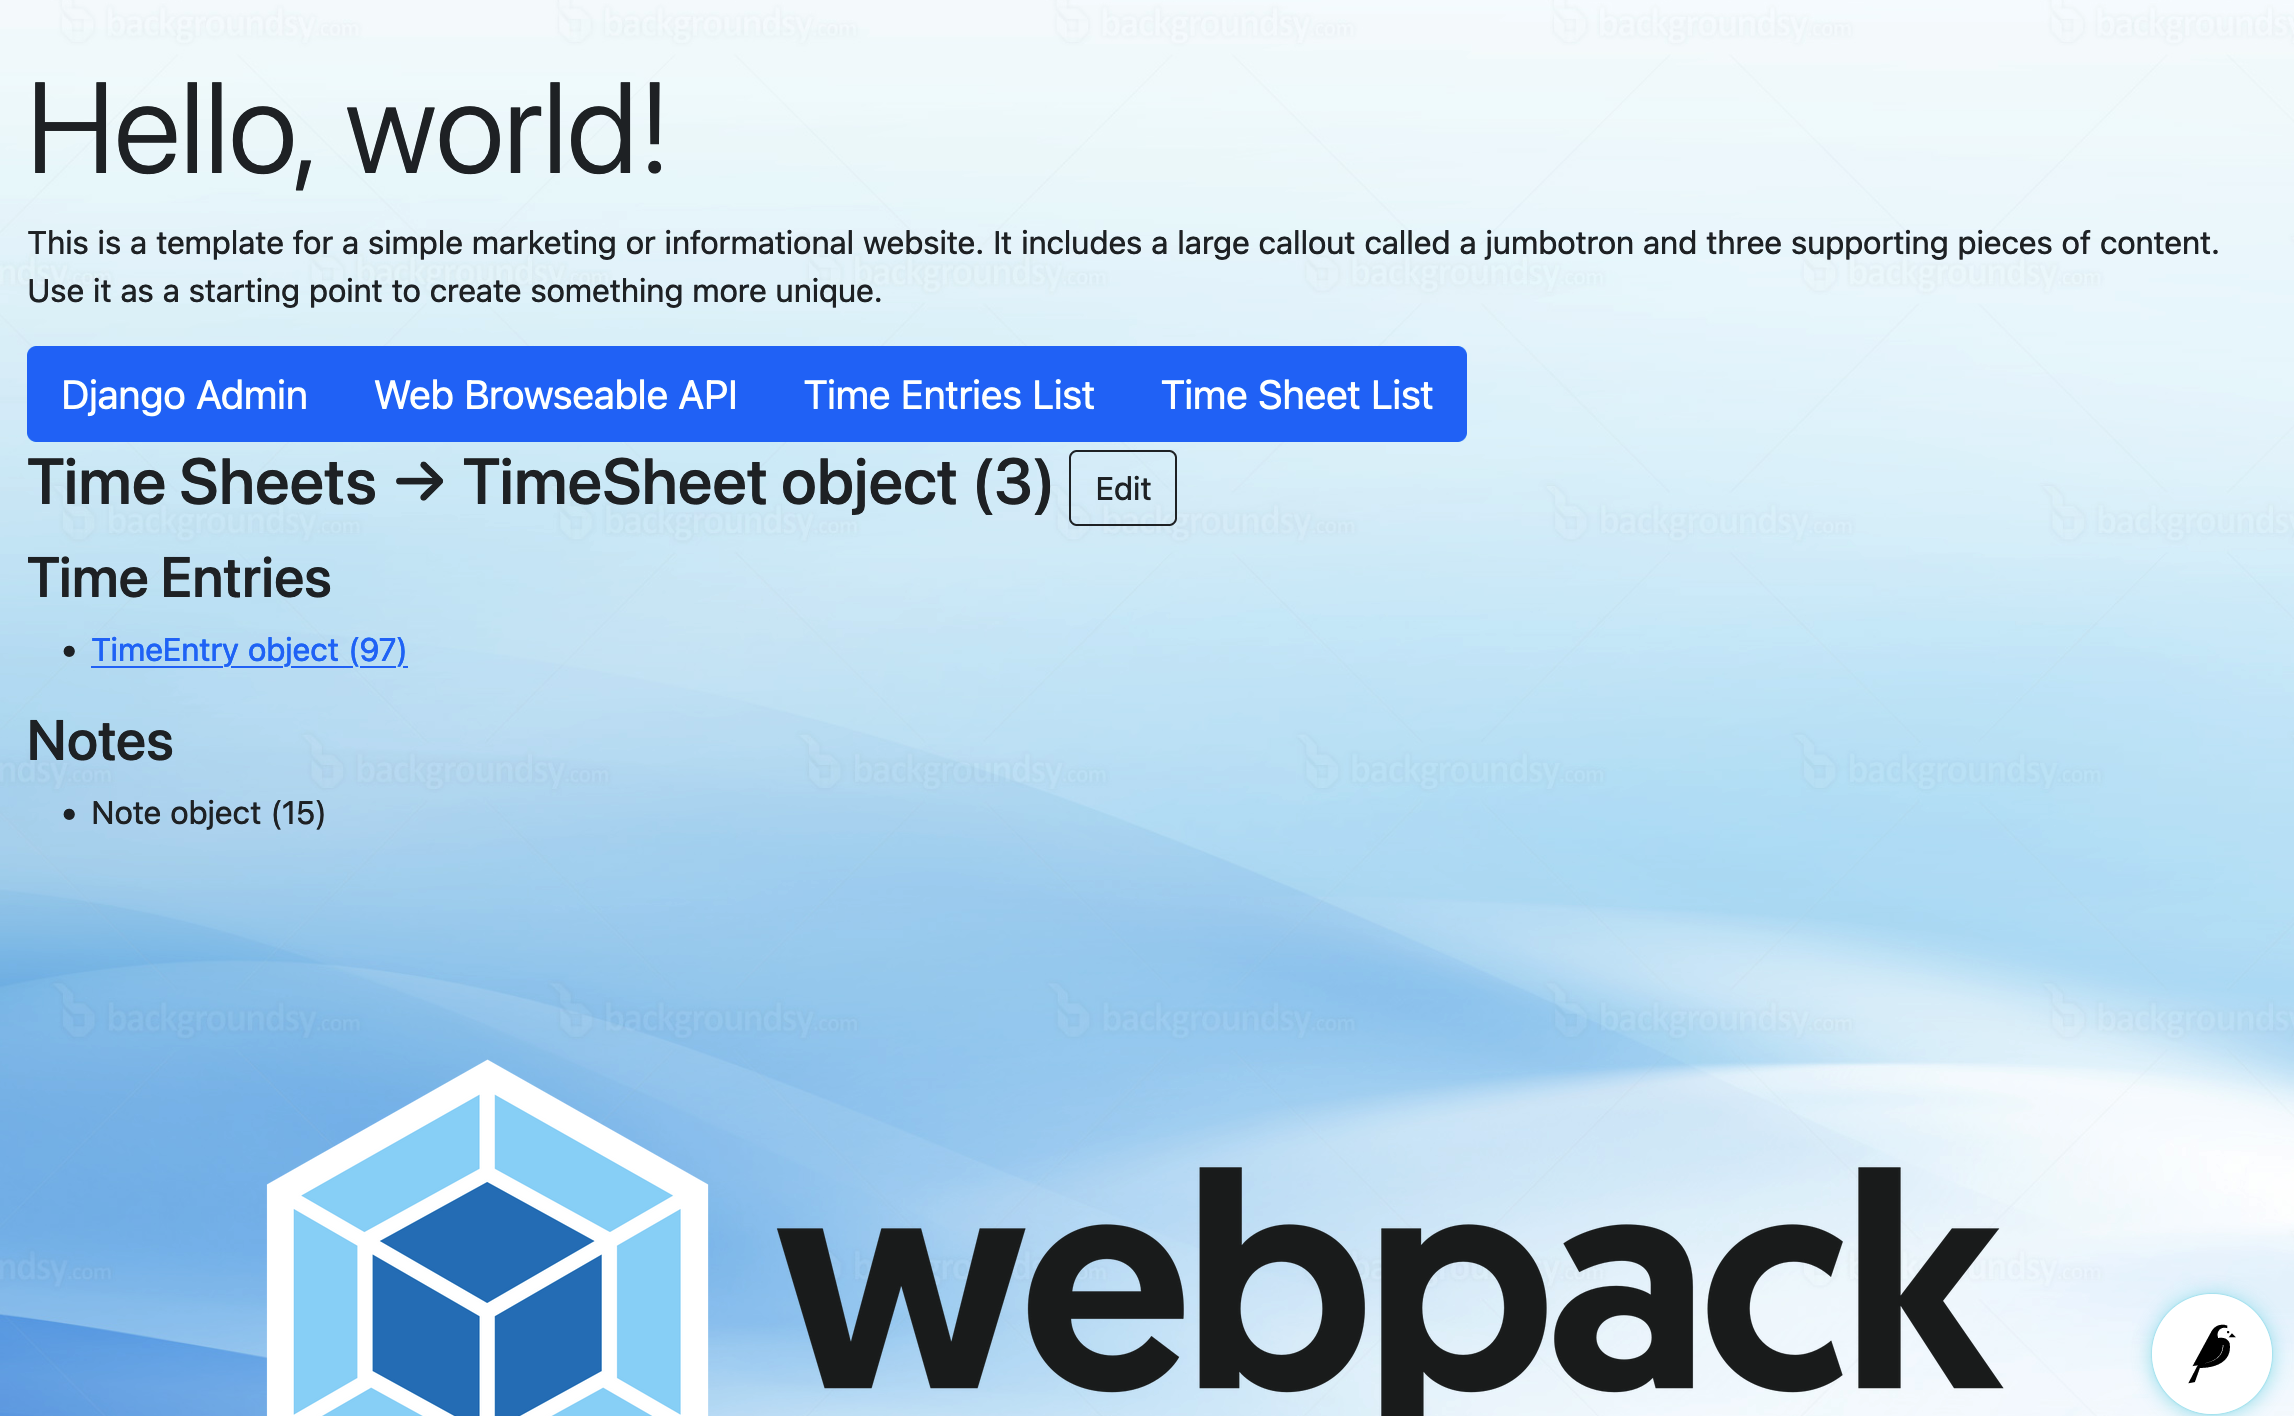 Hello, world!
This is a template for a simple marketing or informational website. It includes a large callout called a jumbotron and three supporting pieces of content.
Use it as a starting point to create something more unique.
Django Admin Web Browseable API Time Entries List Time Sheet List
Time Sheets → TimeSheet object (3) Edit
Time Entries
• TimeEntry object (97)
Notes
• Note object (15)
webpack
backgroundsy.com